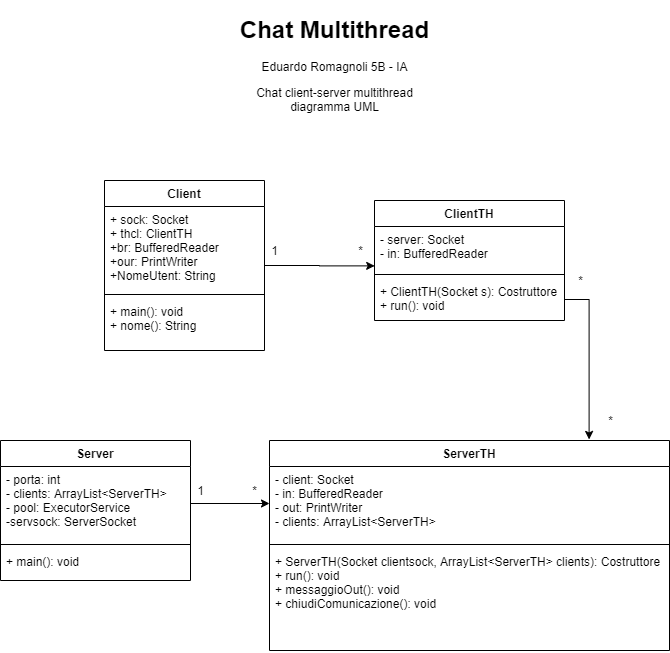 Chat Multithread
Eduardo Romagnoli 5B - IA
Chat client-server multithread
diagramma UML
Client
+ sock: Socket
+ thcl: ClientTH
+br: BufferedReader
+our: PrintWriter
+NomeUtent: String
+ main(): void
+ nome(): String
1
*
ClientTH
- server: Socket
- in: BufferedReader
+ ClientTH(Socket s): Costruttore
+ run(): void
*
*
Server
- porta: int
- clients: ArrayList<ServerTH>
- pool: ExecutorService
-servsock: ServerSocket
+ main(): void
1
*
ServerTH
- client: Socket
- in: BufferedReader
- out: PrintWriter
- clients: ArrayList<ServerTH>
+ ServerTH(Socket clientsock, ArrayList<ServerTH> clients): Costruttore
+ run(): void
+ messaggioOut(): void
+ chiudiComunicazione(): void